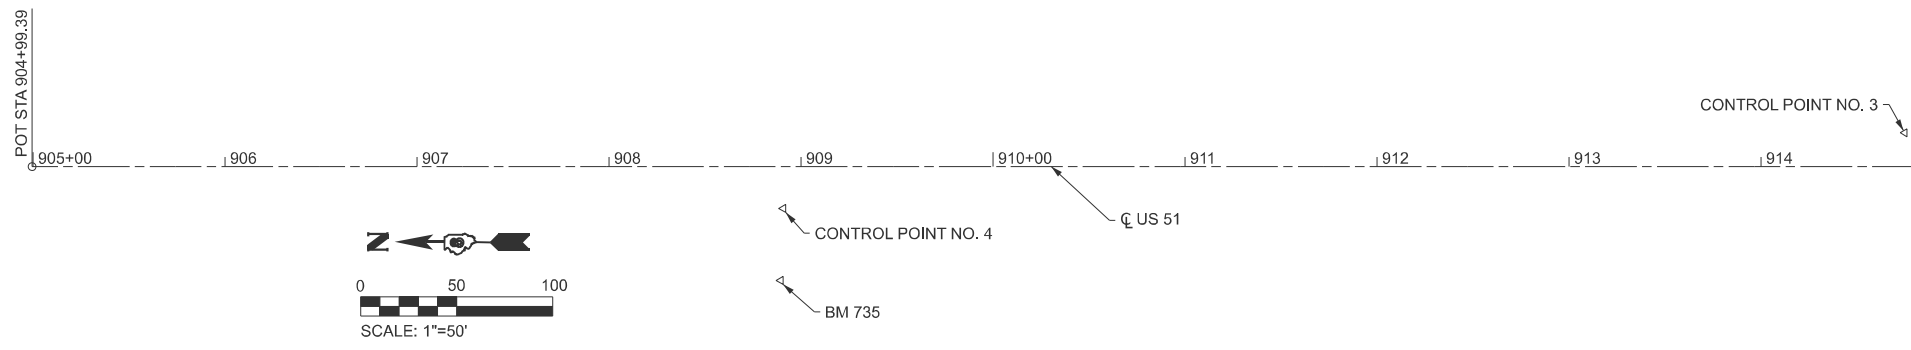 POT STA 904+99.39
CONTROL POINT NO. 3
905+00 906 907 908 909 910+00 911 912 913 914
℄ US 51
CONTROL POINT NO. 4
N
0 50 100
BM 735
SCALE: 1"=50'